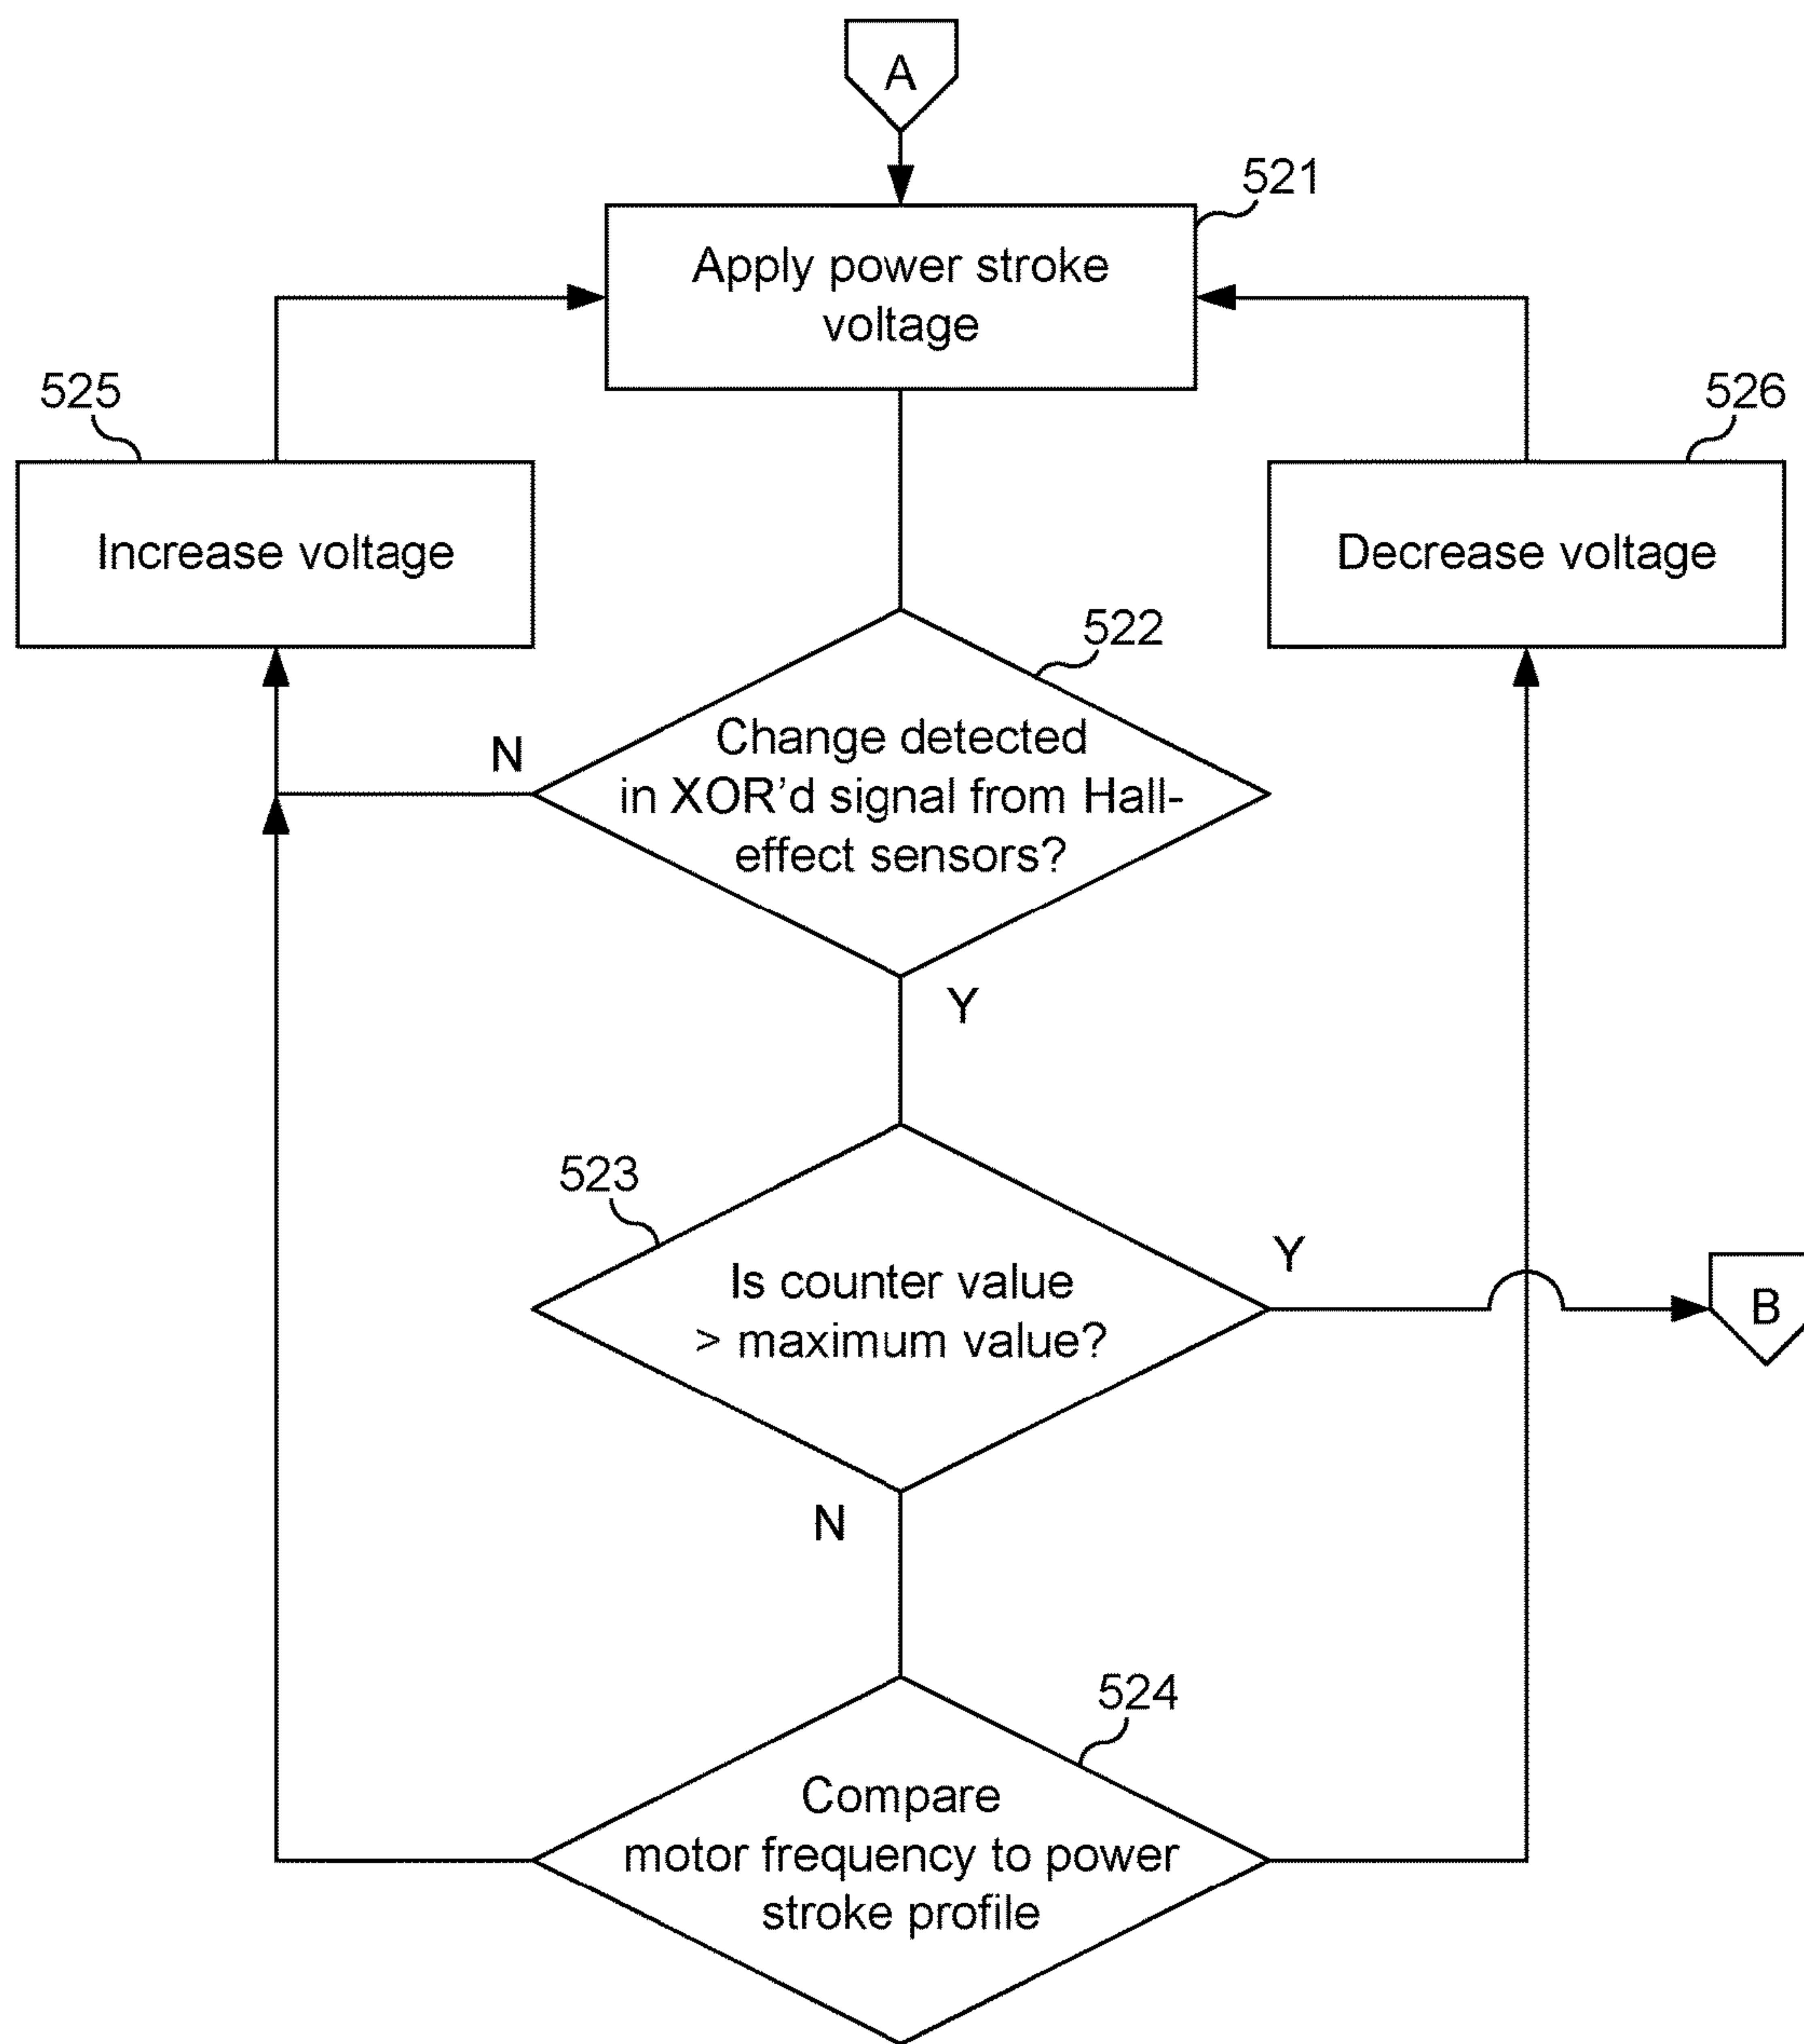 A
521
Apply power stroke
voltage
525
526
Increase voltage
Decrease voltage
522
N
Change detected
in XOR'd signal from Hall-
effect sensors?
Y
523
Y
Is counter value
> maximum value?
B
N
524
Compare
motor frequency to power
stroke profile